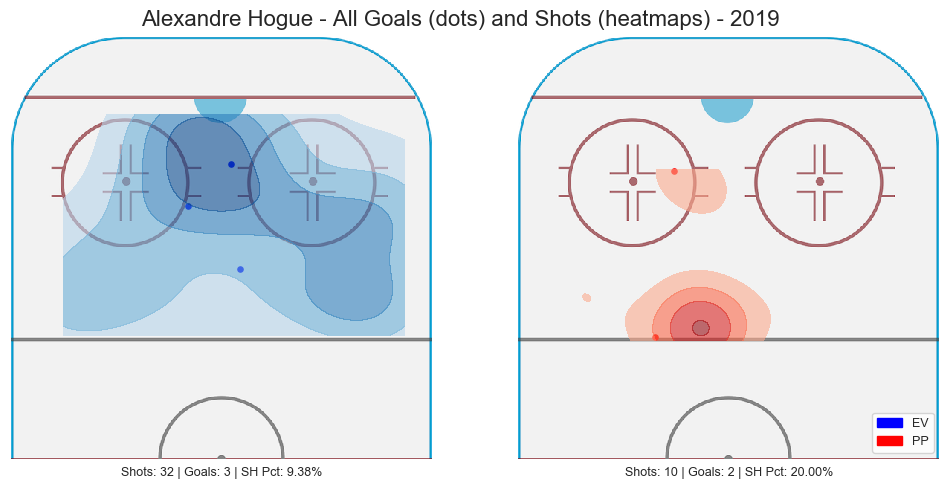 Alexandre Hogue - All Goals (dots) and Shots (heatmaps) - 2019
EV
PP
Shots: 32 | Goals: 3 | SH Pct: 9.38%
Shots: 10 | Goals: 2 | SH Pct: 20.00%